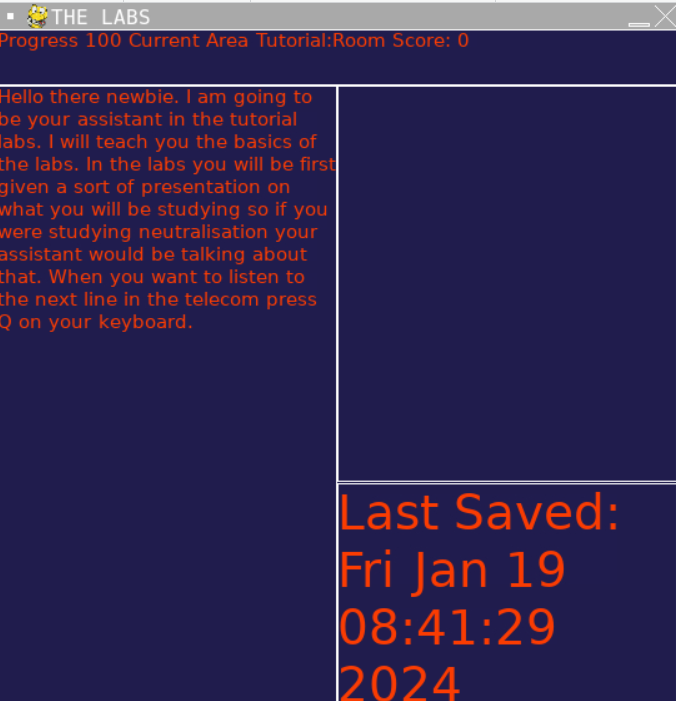 THE LABS
Progress 100 Current Area Tutorial:Room Score: 0
Hello there newbie. I am going to
be your assistant in the tutorial
labs. I will teach you the basics of
the labs. In the labs you will be first
given a sort of presentation on
what you will be studying so if you
were studying neutralisation your
assistant would be talking about
that. When you want to listen to
the next line in the telecom press
Q on your keyboard.
Last Saved:
Fri Jan 19
08:41:29
2024